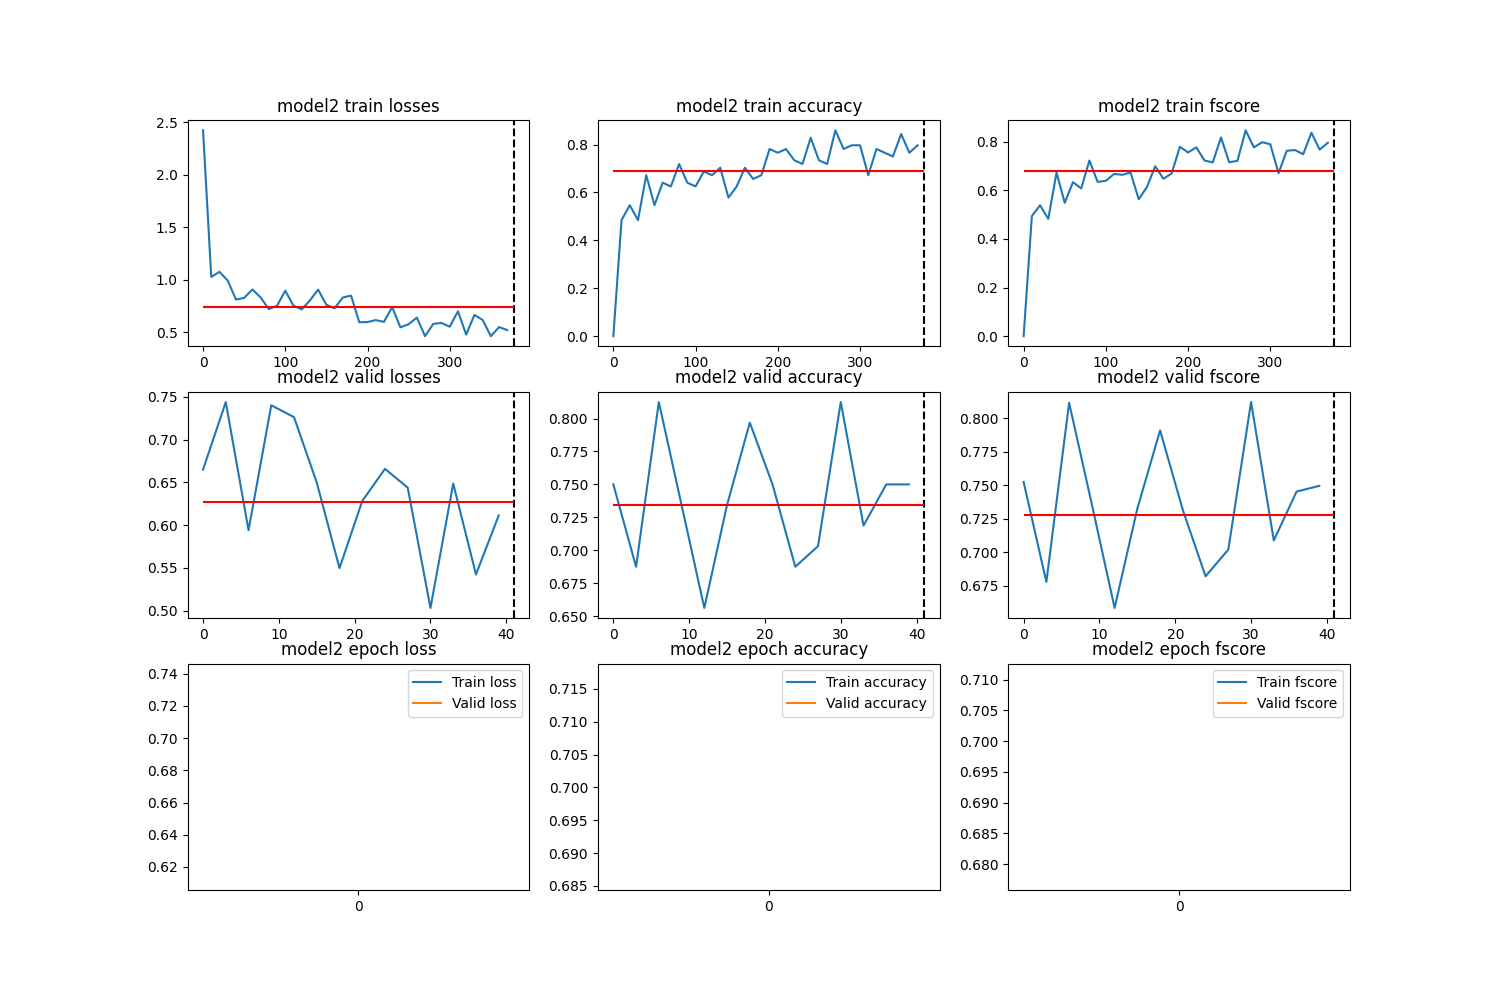 model2 train losses
2.5
2.0
1.5
1.0
0.5
0 100 200 300
model2 train accuracy
0.8
0.6
0.4
0.2
0.0
0 100 200 300
model2 train fscore
0.8
0.6
0.4
0.2
0.0
0 100 200 300
model2 valid losses
0.75
0.70
0.65
0.60
0.55
0.50
0 10 20 30 40
model2 valid accuracy
0.800
0.775
0.750
0.725
0.700
0.675
0.650
0 10 20 30 40
model2 valid fscore
0.800
0.775
0.750
0.725
0.700
0.675
0 10 20 30 40
model2 epoch loss
0.74
0.72
0.70
0.68
0.66
0.64
0.62
Train loss
Valid loss
0
model2 epoch accuracy
0.715
0.710
0.705
0.700
0.695
0.690
0.685
Train accuracy
Valid accuracy
0
model2 epoch fscore
0.710
0.705
0.700
0.695
0.690
0.685
0.680
Train fscore
Valid fscore
0